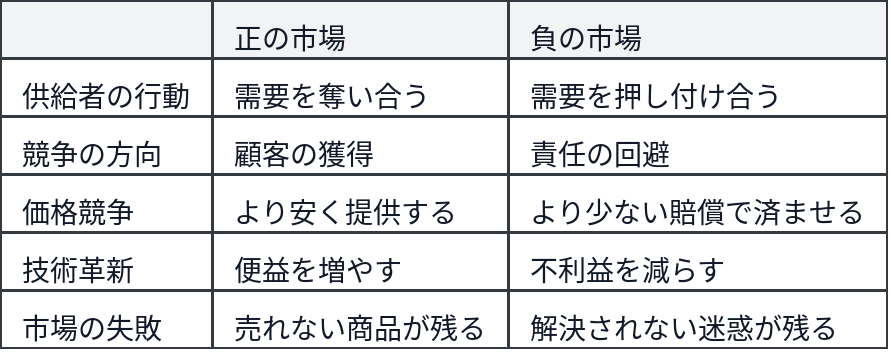 正の市場 負の市場
供給者の行動 需要を奪い合う 需要を押し付け合う
競争の方向 顧客の獲得 責任の回避
価格競争 より安く提供する より少ない賠償で済ませる
技術革新 便益を増やす 不利益を減らす
市場の失敗 売れない商品が残る 解決されない迷惑が残る